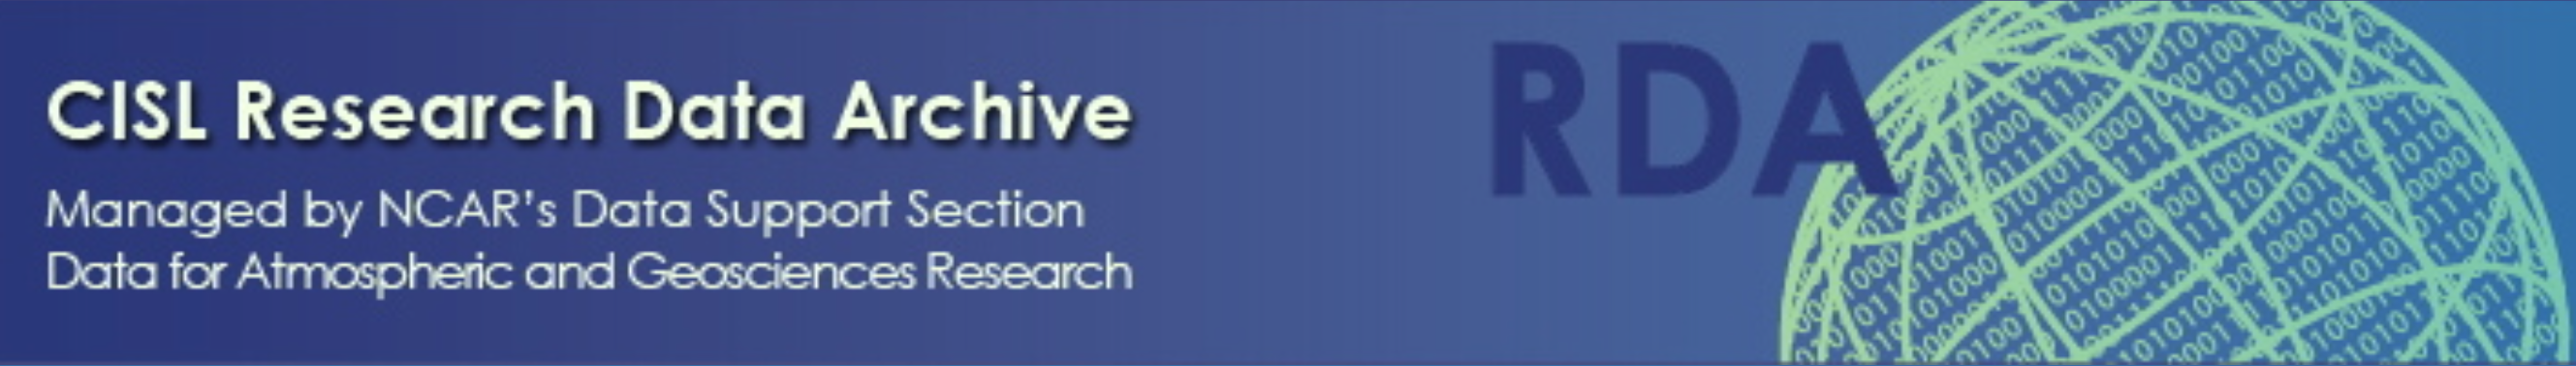 CISL Research Data Archive
Managed by NCAR's Data Support Section
Data for Atmospheric and Geosciences Research
RDA